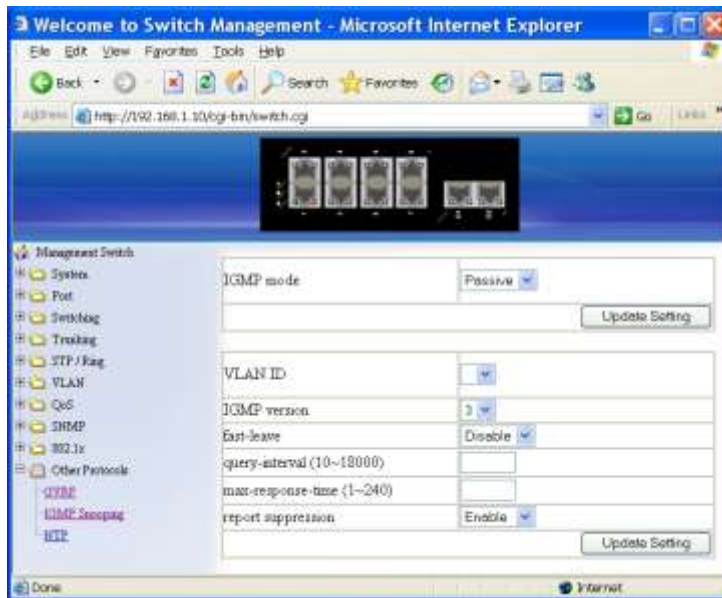 Welcome to Switch Management - Microsoft Internet Explorer
File Edit View Favorites Tools Help
Back Search Favorites
Address http://192.168.1.10/cgi-bin/switch.cgi Go Links
Management Switch
System
Port
Switching
Trunking
STP / Ring
VLAN
QoS
SNMP
802.1x
Other Protocols
GVRP
IGMP Snooping
NTP
IGMP mode Passive
Update Setting
VLAN ID
IGMP version 3
fast-leave Disable
query-interval (10~18000)
max-response-time (1~240)
report suppression Enable
Update Setting
Done Internet